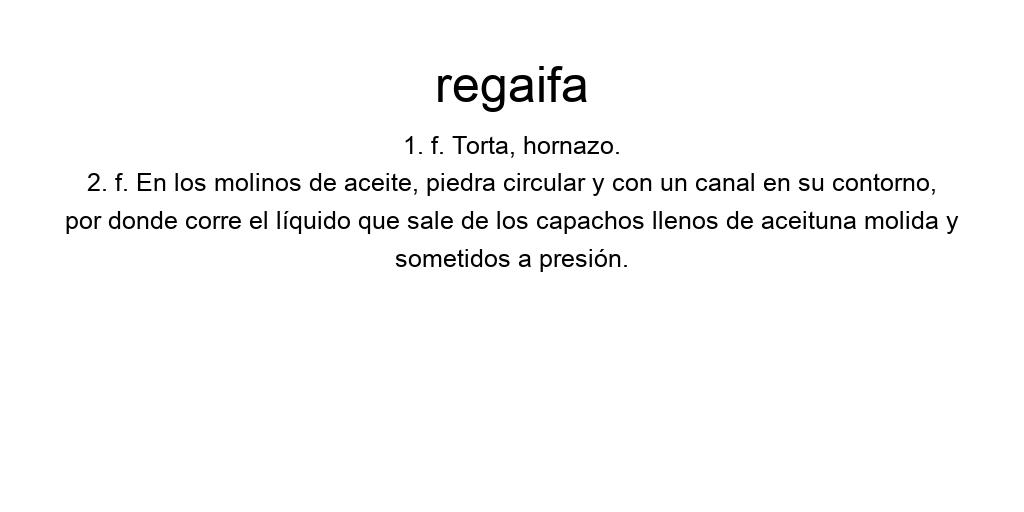 regaifa
1. f. Torta, hornazo.
2. f. En los molinos de aceite, piedra circular y con un canal en su contorno,
por donde corre el líquido que sale de los capachos llenos de aceituna molida y
sometidos a presión.